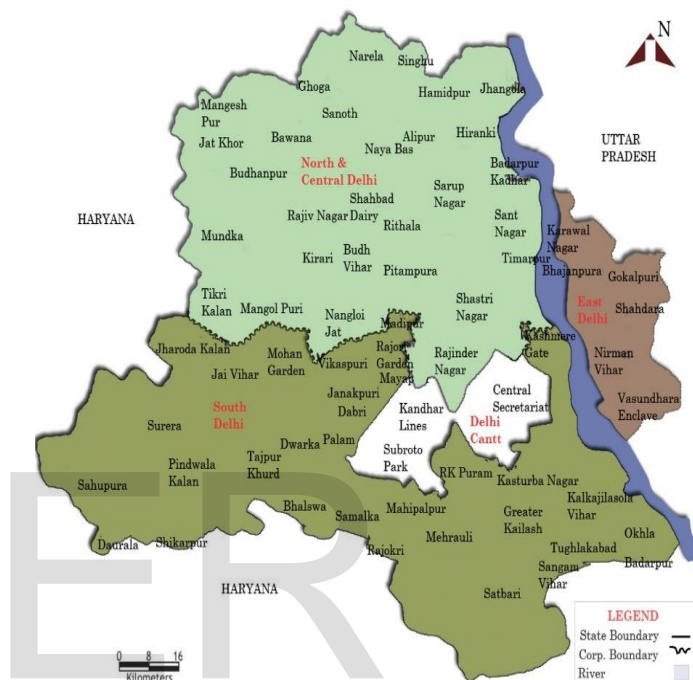 N
Narela
Singhu
Ghoga
Hamidpur
Jhangola
Mangesh
Pur
Sanoth
Jat Khor
Bawana
Alipur
Hiranki
UTTAR
PRADESH
Naya Bas
Budhanpur
North &
Central Delhi
Badarpur
Kadhar
Sarup
Nagar
Shahbad
Dairy
HARYANA
Rajiv Nagar
Rithala
Sant
Nagar
Karawal
Nagar
Mundka
Budh
Vihar
Kirari
Pitampura
Timarpur
Bhajanpura
Gokalpuri
Tikri
Kalan
Mangol Puri
Nangloi
Jat
Shastri
Nagar
East
Delhi
Shahdara
Madipur
Kashmere
Gate
Jharoda Kalan
Mohan
Garden
Vikaspuri
Rajori
Garden
Mayap
Rajinder
Nagar
Nirman
Vihar
Jai Vihar
Janakpuri
Dabri
Central
Secretariat
Vasundhara
Enclave
South
Delhi
Kandhar
Lines
Delhi
Cantt
Surera
Dwarka
Palam
Subroto
Park
Pindwala
Kalan
Tajpur
Khurd
RK Puram
Kasturba Nagar
Sahupura
Bhalswa
Samalka
Mahipalpur
Greater
Kailash
Kalkajilasola
Vihar
Daurala
Shikarpur
Rajokri
Mehrauli
Tughlakabad
Okhla
Badarpur
Sangam
Vihar
HARYANA
Satbari
ER
LEGEND
State Boundary
Corp. Boundary
River
0 8 16
Kilometers